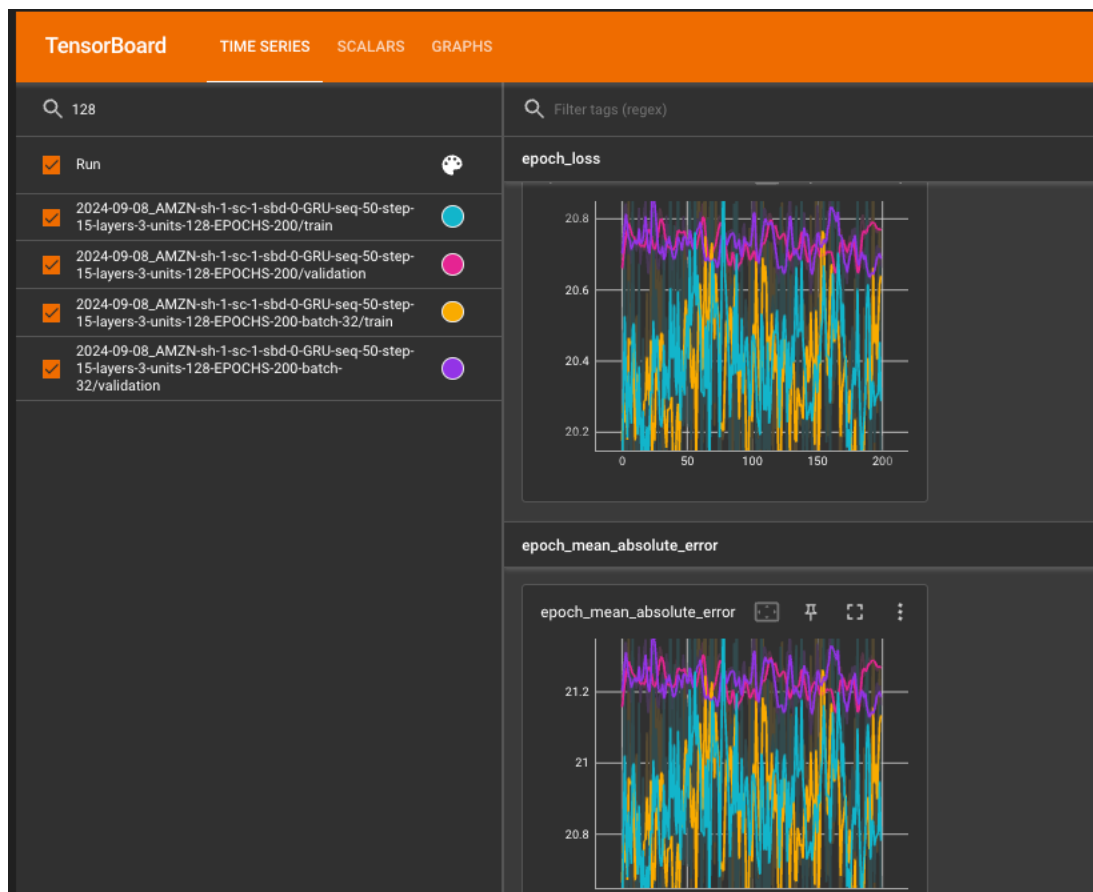 TensorBoard TIME SERIES SCALARS GRAPHS
128
Run
2024-09-08_AMZN-sh-1-sc-1-sbd-0-GRU-seq-50-step-
15-layers-3-units-128-EPOCHS-200/train
2024-09-08_AMZN-sh-1-sc-1-sbd-0-GRU-seq-50-step-
15-layers-3-units-128-EPOCHS-200/validation
2024-09-08_AMZN-sh-1-sc-1-sbd-0-GRU-seq-50-step-
15-layers-3-units-128-EPOCHS-200-batch-32/train
2024-09-08_AMZN-sh-1-sc-1-sbd-0-GRU-seq-50-step-
15-layers-3-units-128-EPOCHS-200-batch-
32/validation
Filter tags (regex)
epoch_loss
20.8
20.6
20.4
20.2
0 50 100 150 200
epoch_mean_absolute_error
epoch_mean_absolute_error
21.2
21
20.8